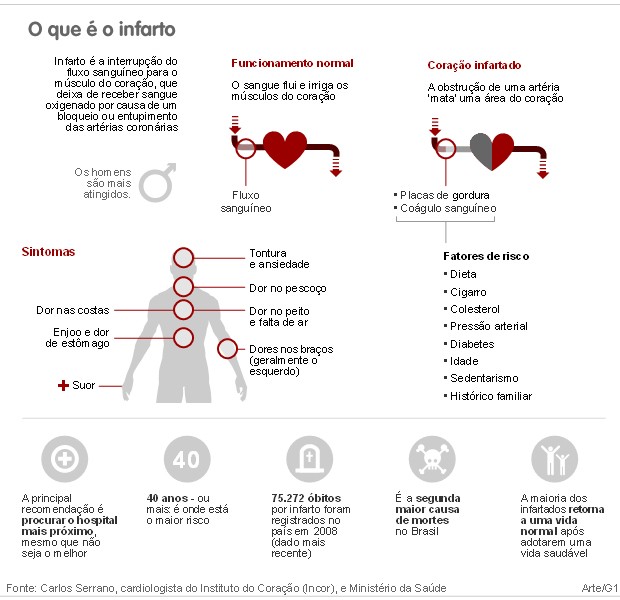 O que é o infarto
Infarto é a interrupção do
fluxo sanguíneo para o
músculo do coração, que
deixa de receber sangue
oxigenado por causa de um
bloqueio ou entupimento
das artérias coronárias
Os homens
são mais
atingidos.
Funcionamento normal
O sangue flui e irriga os
músculos do coração
Fluxo
sanguíneo
Coração infartado
A obstrução de uma artéria
'mata' uma área do coração
• Placas de gordura
• Coágulo sanguíneo
Fatores de risco
• Dieta
• Cigarro
• Colesterol
• Pressão arterial
• Diabetes
• Idade
• Sedentarismo
• Histórico familiar
Sintomas
Tontura
e ansiedade
Dor no pescoço
Dor nas costas
Dor no peito
e falta de ar
Enjoo e dor
de estômago
Dores nos braços
(geralmente o
esquerdo)
+ Suor
A principal
recomendação é
procurar o hospital
mais próximo,
mesmo que não
seja o melhor
40
40 anos - ou
mais: é onde está
o maior risco
75.272 óbitos
por infarto foram
registrados no
país em 2008
(dado mais
recente)
É a segunda
maior causa
de mortes
no Brasil
A maioria dos
infartados retorna
a uma vida
normal após
adotarem uma
vida saudável
Fonte: Carlos Serrano, cardiologista do Instituto do Coração (Incor), e Ministério da Saúde
Arte/G1